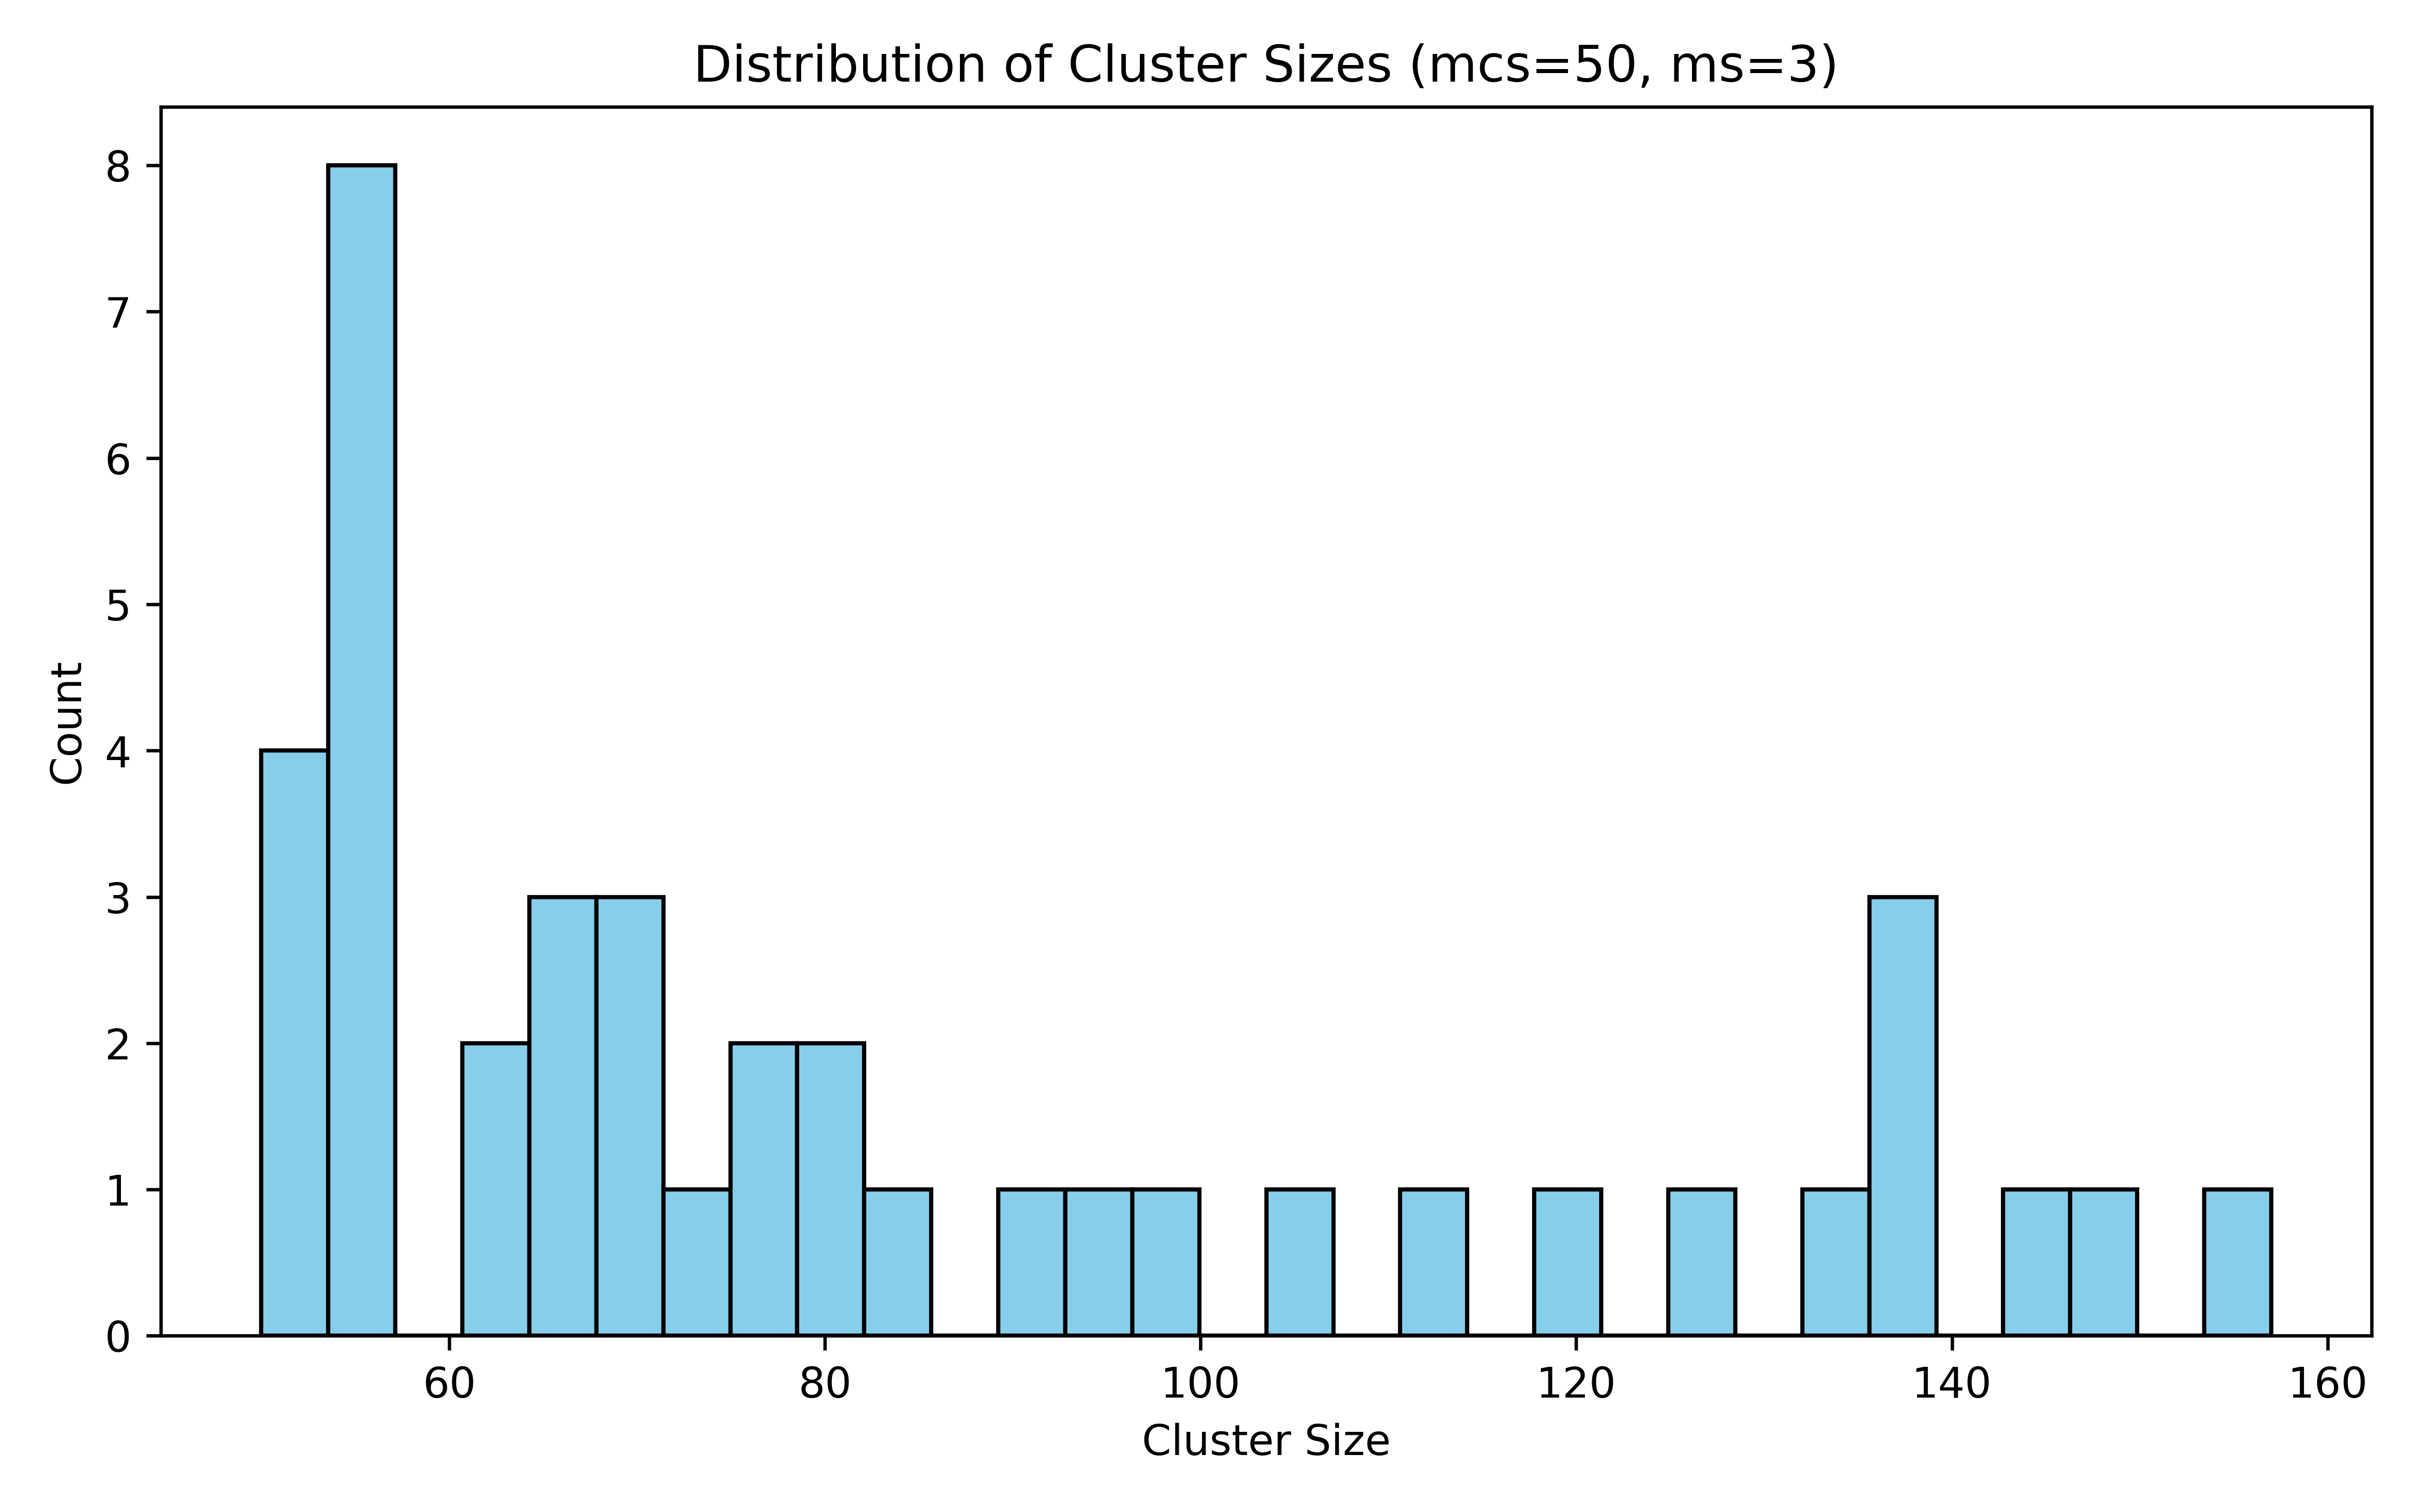 Distribution of Cluster Sizes (mcs=50, ms=3)
8
7
6
5
4
3
2
1
0
Count
60 80 100 120 140 160
Cluster Size